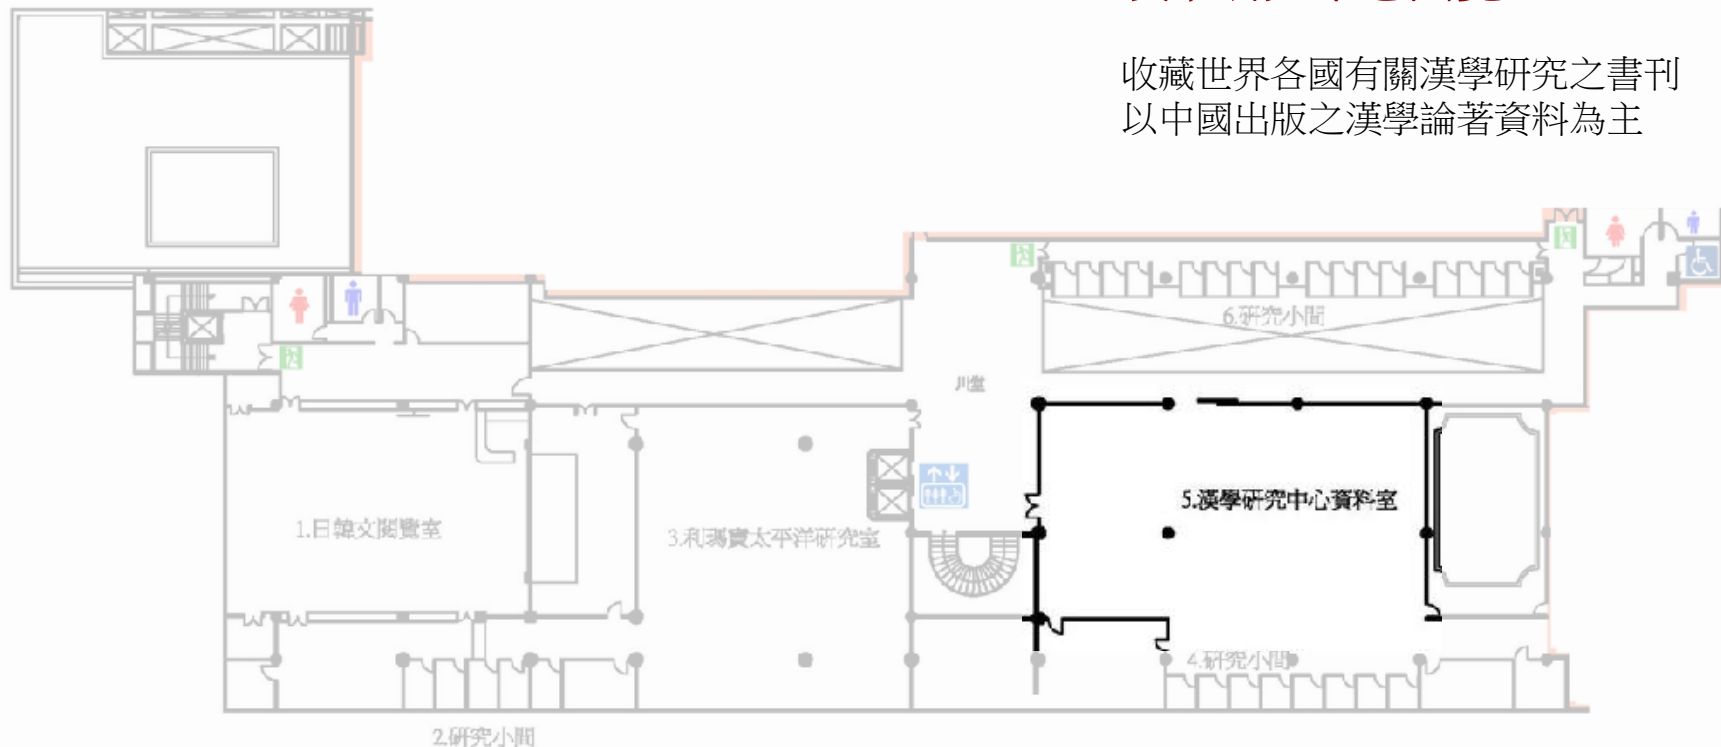 收藏世界各國有關漢學研究之書刊
以中國出版之漢學論著資料為主
6.研究小間
川堂
5.漢學研究中心資料室
1.日韓文閱覽室
3.利瑪竇太平洋研究室
4.研究小間
2.研究小間